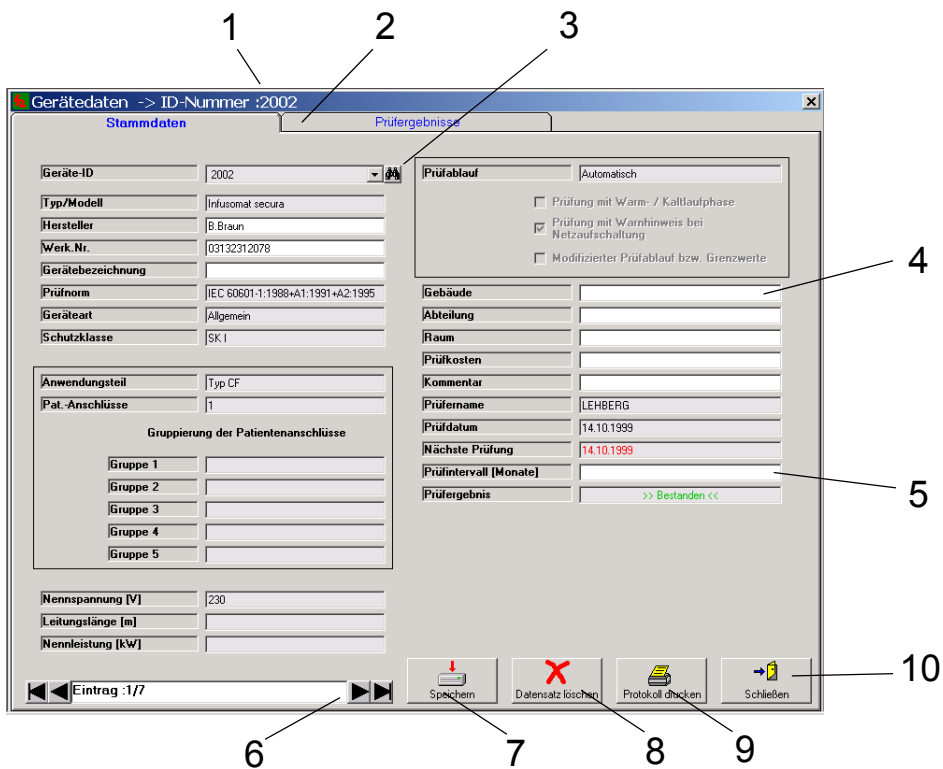 1 2 3
Gerätedaten -> ID-Nummer :2002
Stammdaten Prüfergebnisse
Geräte-ID 2002
Typ/Modell Infusomat secura
Hersteller B.Braun
Werk.Nr. 03132312078
Gerätebezeichnung
Prüfnorm IEC 60601-1:1988+A1:1991+A2:1995
Geräteart Allgemein
Schutzklasse SK I
Anwendungsteil Typ CF
Pat.-Anschlüsse 1
Gruppierung der Patientenanschlüsse
Gruppe 1
Gruppe 2
Gruppe 3
Gruppe 4
Gruppe 5
Nennspannung [V] 230
Leitungslänge [m]
Nennleistung [kW]
Prüfablauf Automatisch
Prüfung mit Warm- / Kaltlaufphase
Prüfung mit Warnhinweis bei
Netzaufschaltung
Modifizierter Prüfablauf bzw. Grenzwerte
4
Gebäude
Abteilung
Raum
Prüfkosten
Kommentar
Prüfername LEHBERG
Prüfdatum 14.10.1999
Nächste Prüfung 14.10.1999
Prüfintervall [Monate]
5
Prüfergebnis >> Bestanden <<
Eintrag :1/7
Speichern Datensatz löschen Protokoll drucken Schließen
10
6 7 8 9